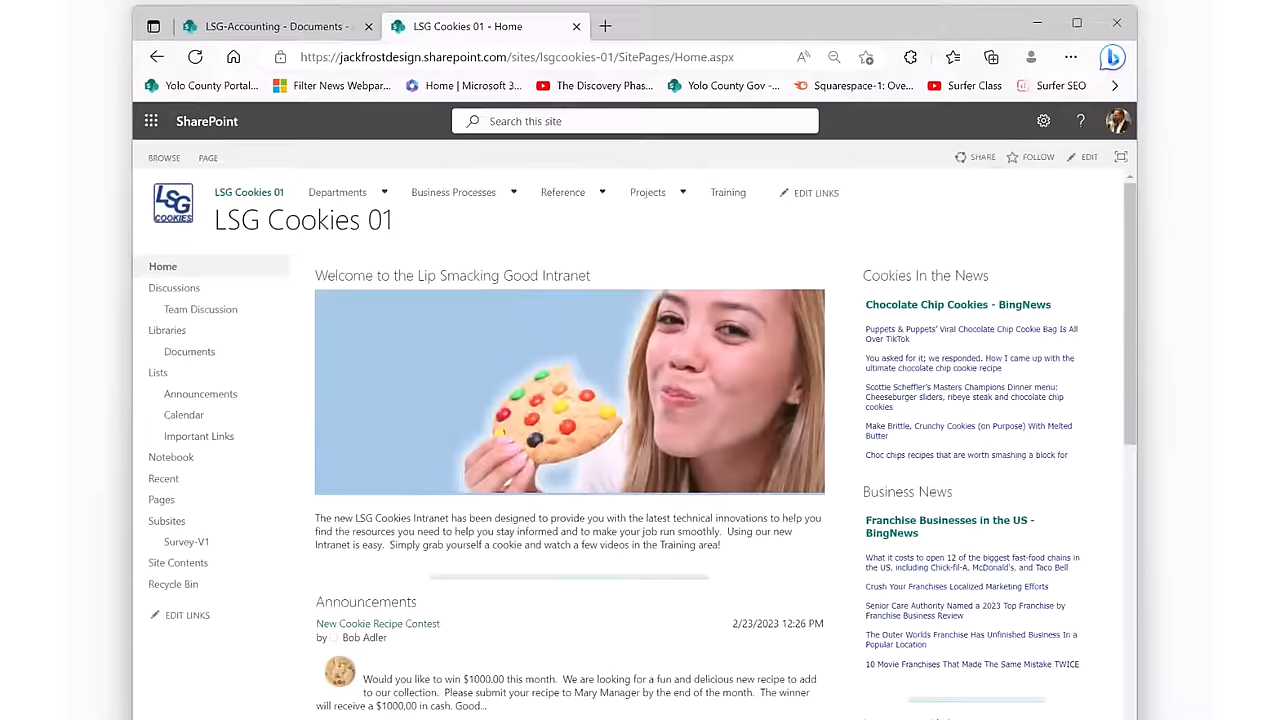 LSG-Accounting - Documents -
LSG Cookies 01 - Home
https://jackfrostdesign.sharepoint.com/sites/lsgcookies-01/SitePages/Home.aspx
Yolo County Portal...
Filter News Webpar...
Home | Microsoft 3...
The Discovery Phas...
Yolo County Gov -...
Squarespace-1: Ove...
Surfer Class
Surfer SEO
SharePoint
Search this site
BROWSE
PAGE
SHARE
FOLLOW
EDIT
LSG COOKIES
LSG Cookies 01
Departments
Business Processes
Reference
Projects
Training
EDIT LINKS
LSG Cookies 01
Home
Discussions
Team Discussion
Libraries
Documents
Lists
Announcements
Calendar
Important Links
Notebook
Recent
Pages
Subsites
Survey-V1
Site Contents
Recycle Bin
EDIT LINKS
Welcome to the Lip Smacking Good Intranet
The new LSG Cookies Intranet has been designed to provide you with the latest technical innovations to help you
find the resources you need to help you stay informed and to make your job run smoothly. Using our new
Intranet is easy. Simply grab yourself a cookie and watch a few videos in the Training area!
Announcements
New Cookie Recipe Contest
2/23/2023 12:26 PM
by Bob Adler
Would you like to win $1000.00 this month. We are looking for a fun and delicious new recipe to add
to our collection. Please submit your recipe to Mary Manager by the end of the month. The winner
will receive a $1000,00 in cash. Good...
Cookies In the News
Chocolate Chip Cookies - BingNews
Puppets & Puppets' Viral Chocolate Chip Cookie Bag Is All
Over TikTok
You asked for it; we responded. How I came up with the
ultimate chocolate chip cookie recipe
Scottie Scheffler's Masters Champions Dinner menu:
Cheeseburger sliders, ribeye steak and chocolate chip
cookies
Make Brittle, Crunchy Cookies (on Purpose) With Melted
Butter
Choc chips recipes that are worth smashing a block for
Business News
Franchise Businesses in the US -
BingNews
What it costs to open 12 of the biggest fast-food chains in
the US, including Chick-fil-A, McDonald's, and Taco Bell
Crush Your Franchises Localized Marketing Efforts
Senior Care Authority Named a 2023 Top Franchise by
Franchise Business Review
The Outer Worlds Franchise Has Unfinished Business In a
Popular Location
10 Movie Franchises That Made The Same Mistake TWICE